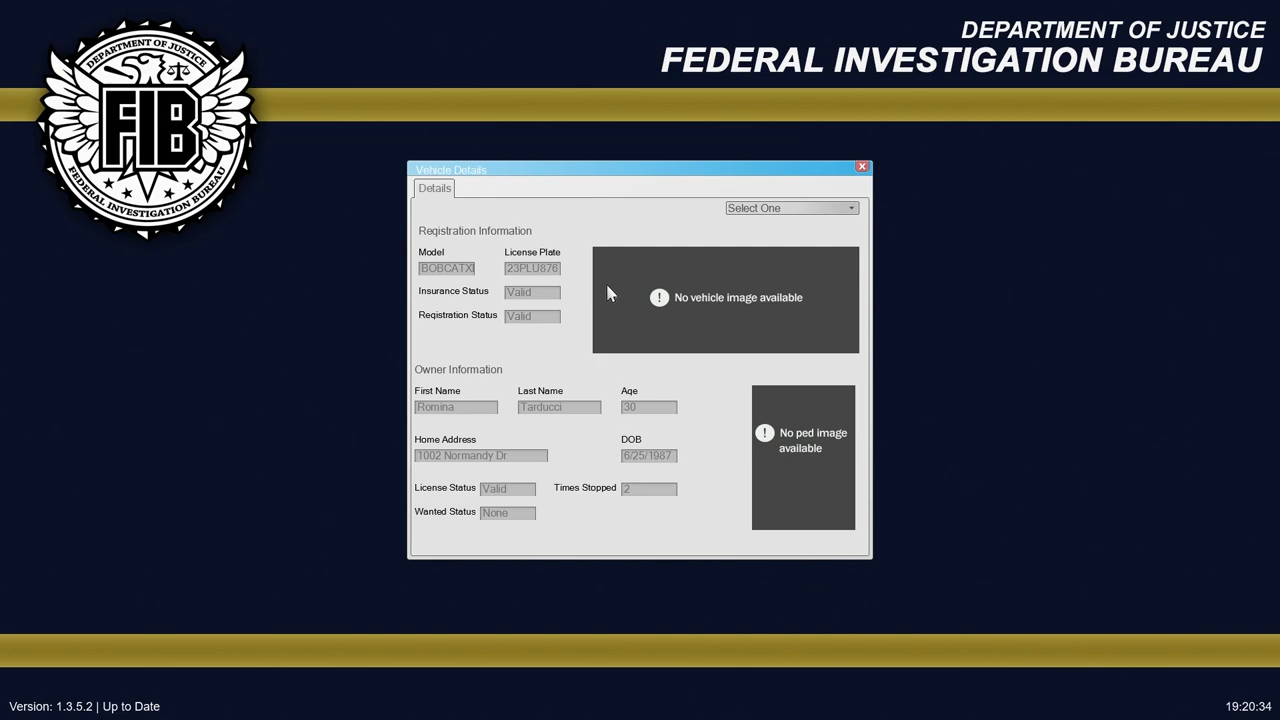 DEPARTMENT OF JUSTICE
FEDERAL INVESTIGATION BUREAU
DEPARTMENT OF JUSTICE
FIB
FEDERAL INVESTIGATION BUREAU
Vehicle Details
Details
Select One
Registration Information
Model License Plate
BOBCATXL 23PLU876
Insurance Status Valid
Registration Status Valid
No vehicle image available
Owner Information
First Name Last Name Age
Romina Tarducci 30
Home Address DOB
1002 Normandy Dr 6/25/1987
License Status Valid Times Stopped 2
Wanted Status None
No ped image
available
Version: 1.3.5.2 | Up to Date
19:20:34